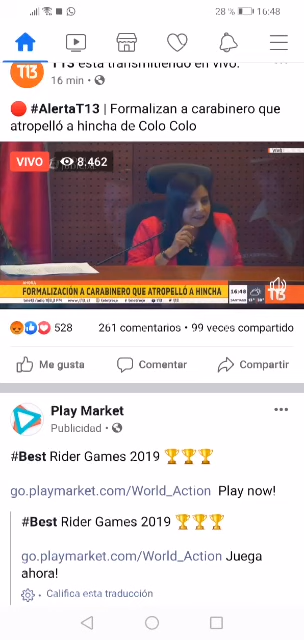 28 % 16:48
T13 está transmitiendo en vivo.
16 min •
#AlertaT13 | Formalizan a carabinero que
atropelló a hincha de Colo Colo
VIVO 8.462
FORMALIZACIÓN A CARABINERO QUE ATROPELLÓ A HINCHA
16:48
T13
528 261 comentarios • 99 veces compartido
Me gusta Comentar Compartir
Play Market
Publicidad •
#Best Rider Games 2019 🏆🏆🏆
go.playmarket.com/World_Action Play now!
#Best Rider Games 2019 🏆🏆🏆
go.playmarket.com/World_Action Juega
ahora!
Califica esta traducción